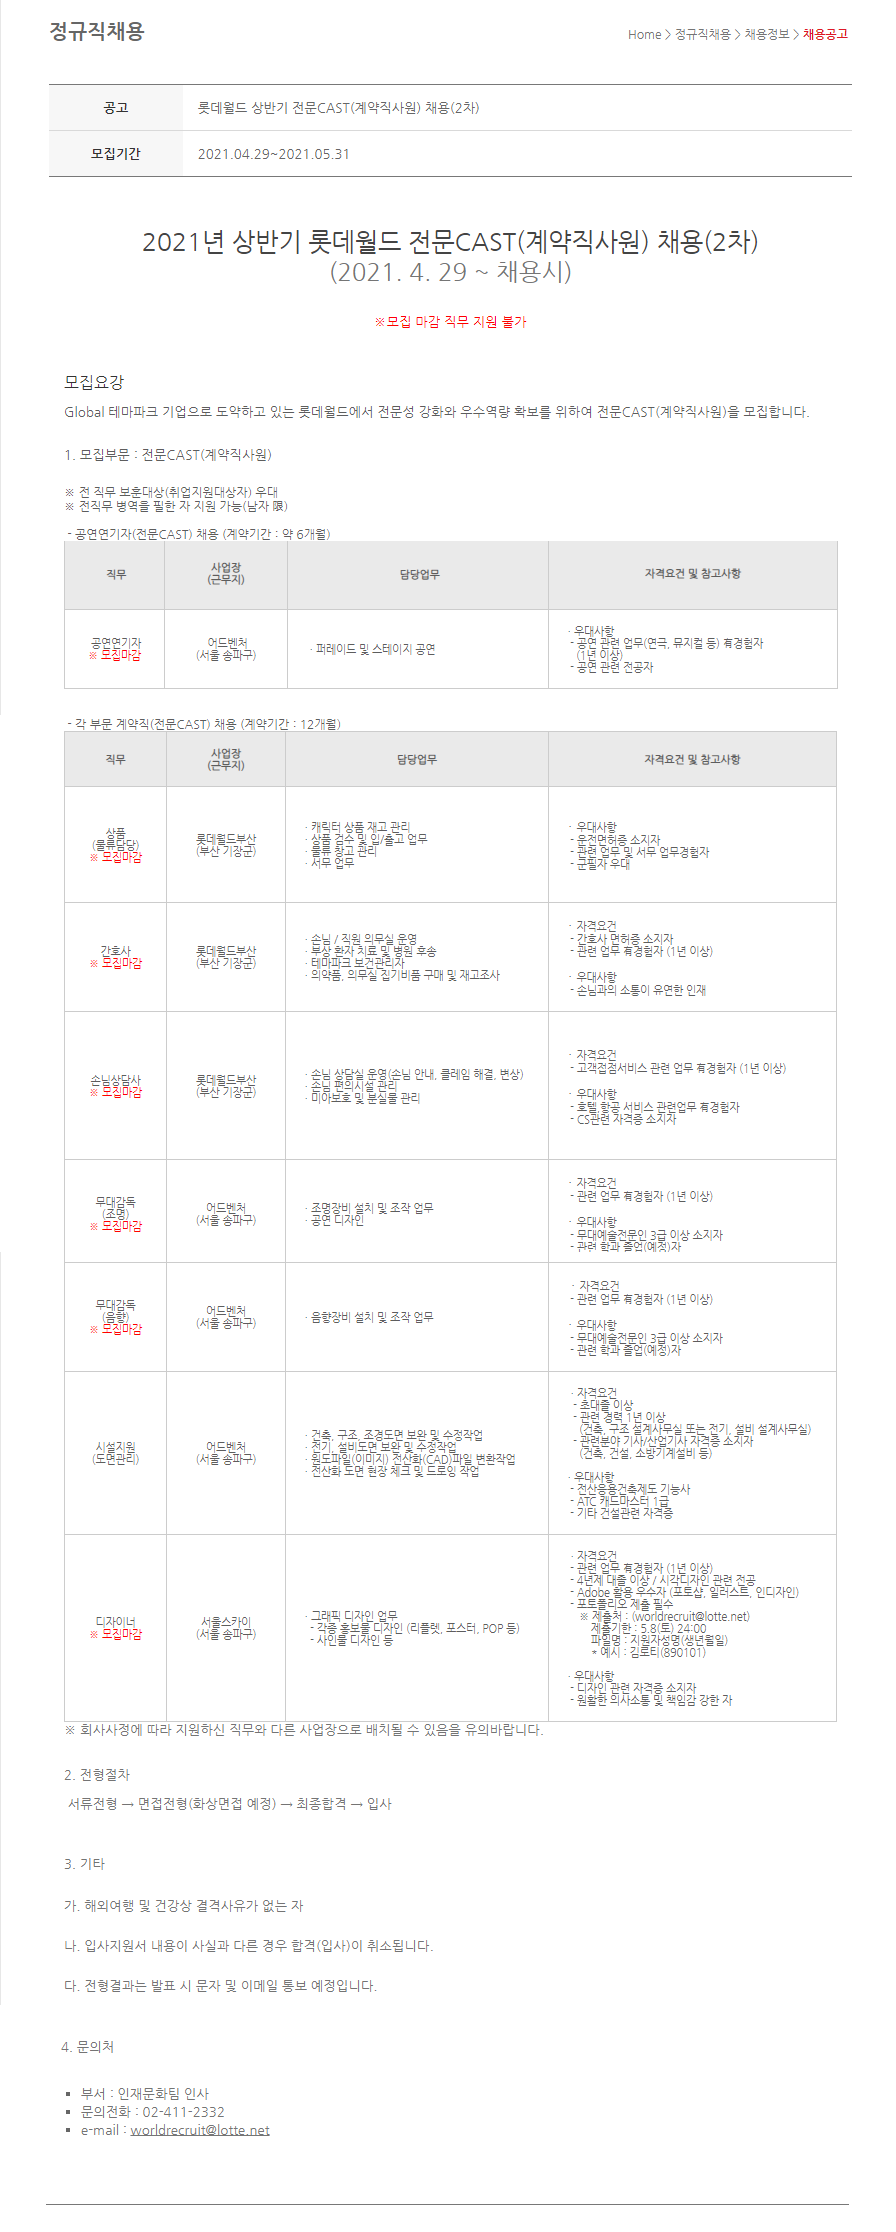 정규직채용
Home > 정규직채용 > 채용정보 > 채용공고
공고
롯데월드 상반기 전문CAST(계약직사원) 채용(2차)
모집기간
2021.04.29~2021.05.31
2021년 상반기 롯데월드 전문CAST(계약직사원) 채용(2차)
(2021. 4. 29 ~ 채용시)
※모집 마감 직무 지원 불가
모집요강
Global 테마파크 기업으로 도약하고 있는 롯데월드에서 전문성 강화와 우수역량 확보를 위하여 전문CAST(계약직사원)을 모집합니다.
1. 모집부문 : 전문CAST(계약직사원)
※ 전 직무 보훈대상(취업지원대상자) 우대
※ 전직무 병역을 필한 자 지원 가능(남자 限)
- 공연연기자(전문CAST) 채용 (계약기간 : 약 6개월)
직무
사업장
(근무지)
담당업무
자격요건 및 참고사항
공연연기자
※ 모집마감
어드벤처
(서울 송파구)
· 퍼레이드 및 스테이지 공연
· 우대사항
- 공연 관련 업무(연극, 뮤지컬 등) 有경험자
(1년 이상)
- 공연 관련 전공자
- 각 부문 계약직(전문CAST) 채용 (계약기간 : 12개월)
직무
사업장
(근무지)
담당업무
자격요건 및 참고사항
상품
(물류담당)
※ 모집마감
롯데월드부산
(부산 기장군)
· 캐릭터 상품 재고 관리
· 상품 검수 및 입/출고 업무
· 물류 창고 관리
· 서무 업무
· 우대사항
- 운전면허증 소지자
- 관련 업무 및 서무 업무경험자
- 군필자 우대
간호사
※ 모집마감
롯데월드부산
(부산 기장군)
· 손님 / 직원 의무실 운영
· 부상 환자 치료 및 병원 후송
· 테마파크 보건관리자
· 의약품, 의무실 집기비품 구매 및 재고조사
· 자격요건
- 간호사 면허증 소지자
- 관련 업무 有경험자 (1년 이상)
· 우대사항
- 손님과의 소통이 유연한 인재
손님상담사
※ 모집마감
롯데월드부산
(부산 기장군)
· 손님 상담실 운영(손님 안내, 클레임 해결, 변상)
· 손님 편의시설 관리
· 미아보호 및 분실물 관리
· 자격요건
- 고객접점서비스 관련 업무 有경험자 (1년 이상)
· 우대사항
- 호텔,항공 서비스 관련업무 有경험자
- CS관련 자격증 소지자
무대감독
(조명)
※ 모집마감
어드벤처
(서울 송파구)
· 조명장비 설치 및 조작 업무
· 공연 디자인
· 자격요건
- 관련 업무 有경험자 (1년 이상)
· 우대사항
- 무대예술전문인 3급 이상 소지자
- 관련 학과 졸업(예정)자
무대감독
(음향)
※ 모집마감
어드벤처
(서울 송파구)
· 음향장비 설치 및 조작 업무
· 자격요건
- 관련 업무 有경험자 (1년 이상)
· 우대사항
- 무대예술전문인 3급 이상 소지자
- 관련 학과 졸업(예정)자
시설지원
(도면관리)
어드벤처
(서울 송파구)
· 건축, 구조, 조경도면 보완 및 수정작업
· 전기, 설비도면 보완 및 수정작업
· 원도파일(이미지) 전산화(CAD)파일 변환작업
· 전산화 도면 현장 체크 및 드로잉 작업
· 자격요건
- 초대졸 이상
- 관련 경력 1년 이상
(건축, 구조 설계사무실 또는 전기, 설비 설계사무실)
- 관련분야 기사/산업기사 자격증 소지자
(건축, 건설, 소방기계설비 등)
· 우대사항
- 전산응용건축제도 기능사
- ATC 캐드마스터 1급
- 기타 건설관련 자격증
디자이너
※ 모집마감
서울스카이
(서울 송파구)
· 그래픽 디자인 업무
- 각종 홍보물 디자인 (리플렛, 포스터, POP 등)
- 사인물 디자인 등
· 자격요건
- 관련 업무 有경험자 (1년 이상)
- 4년제 대졸 이상 / 시각디자인 관련 전공
- Adobe 활용 우수자 (포토샵, 일러스트, 인디자인)
- 포토폴리오 제출 필수
※ 제출처 : (worldrecruit@lotte.net)
제출기한 : 5.8(토) 24:00
파일명 : 지원자성명(생년월일)
* 예시 : 김로티(890101)
· 우대사항
- 디자인 관련 자격증 소지자
- 원활한 의사소통 및 책임감 강한 자
※ 회사사정에 따라 지원하신 직무와 다른 사업장으로 배치될 수 있음을 유의바랍니다.
2. 전형절차
서류전형 → 면접전형(화상면접 예정) → 최종합격 → 입사
3. 기타
가. 해외여행 및 건강상 결격사유가 없는 자
나. 입사지원서 내용이 사실과 다른 경우 합격(입사)이 취소됩니다.
다. 전형결과는 발표 시 문자 및 이메일 통보 예정입니다.
4. 문의처
▪ 부서 : 인재문화팀 인사
▪ 문의전화 : 02-411-2332
▪ e-mail : worldrecruit@lotte.net